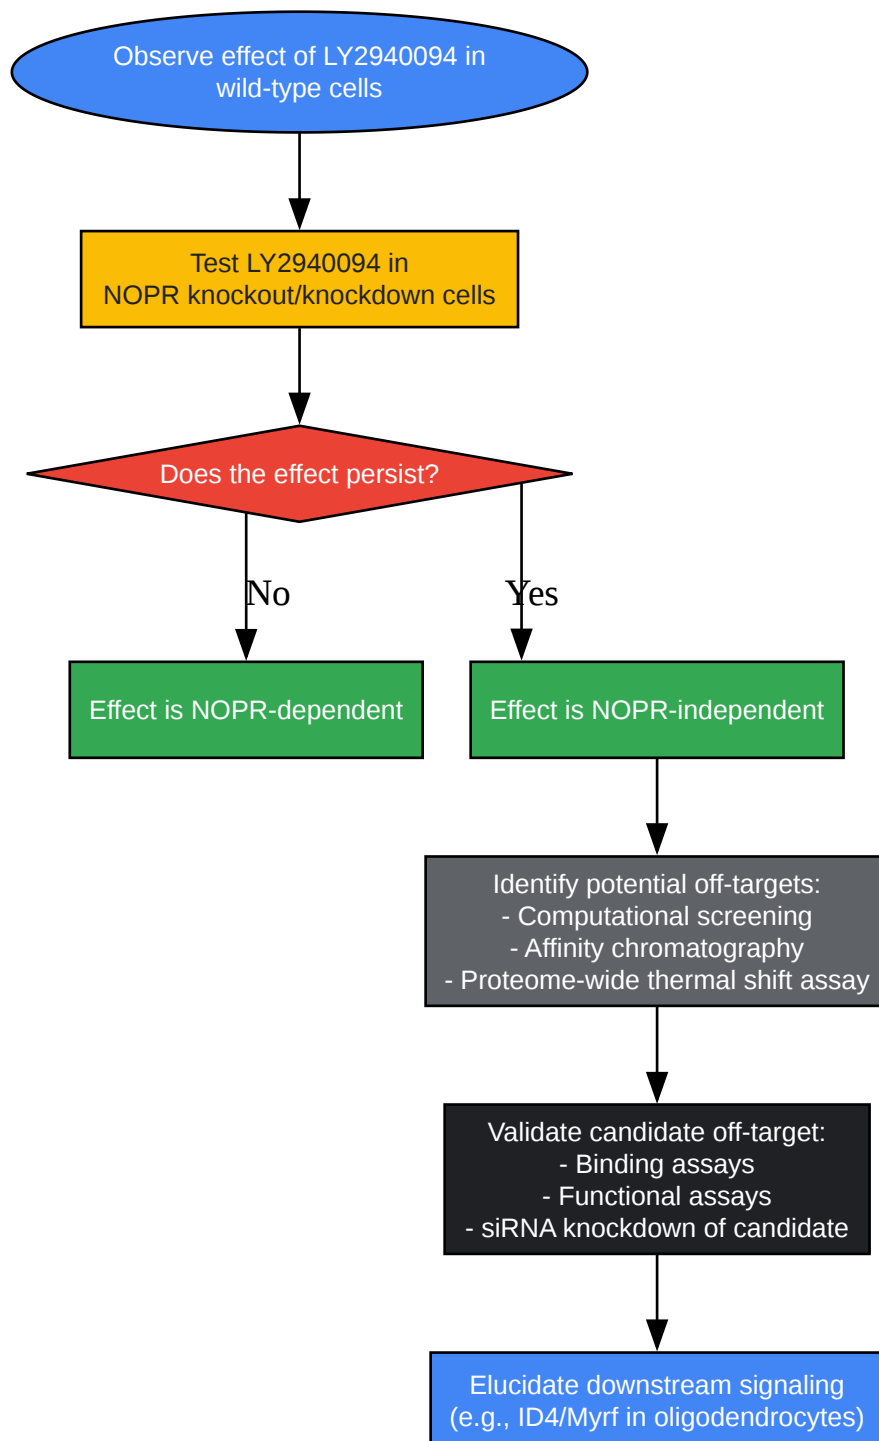 Observe effect of LY2940094 in
wild-type cells
Test LY2940094 in
NOPR knockout/knockdown cells
Does the effect persist?
No
Yes
Effect is NOPR-dependent
Effect is NOPR-independent
Identify potential off-targets:
- Computational screening
- Affinity chromatography
- Proteome-wide thermal shift assay
Validate candidate off-target:
- Binding assays
- Functional assays
- siRNA knockdown of candidate
Elucidate downstream signaling
(e.g., ID4/Myrf in oligodendrocytes)